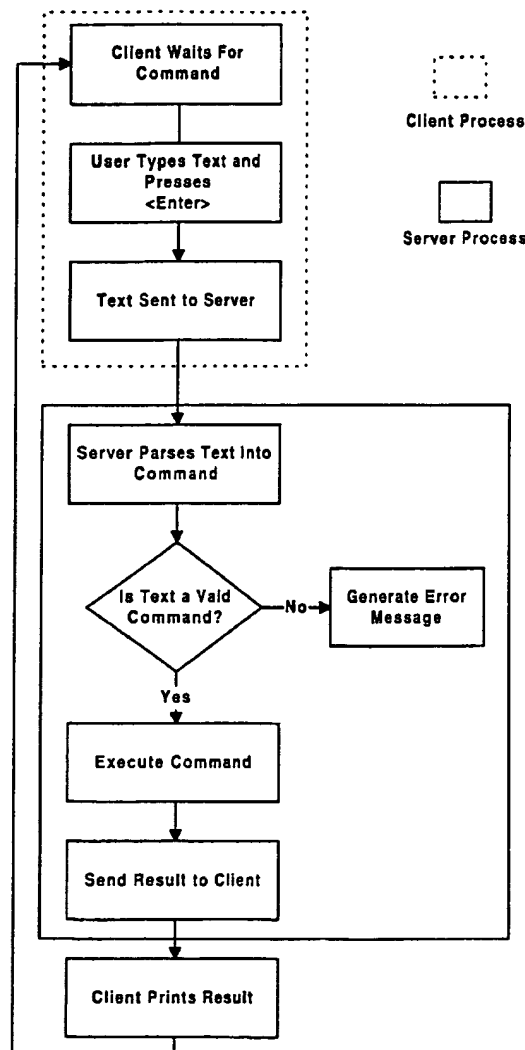 Client Waits For
Command
Client Process
User Types Text and
Presses
<Enter>
Server Process
Text Sent to Server
Server Parses Text Into
Command
Is Text a Vaid
Command?
No
Generate Error
Message
Yes
Execute Command
Send Result to Client
Client Prints Result